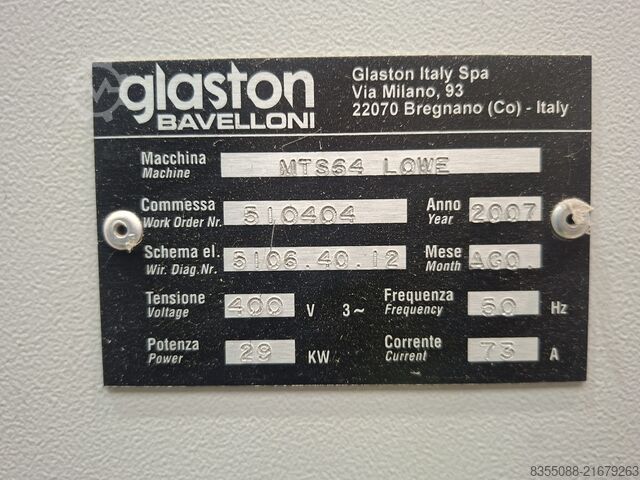 glaston
BAVELLONI
Glaston Italy Spa
Via Milano, 93
22070 Bregnano (Co) - Italy
Macchina
Machine
MTS64 LOWE
Commessa
Work Order Nr.
510404
Anno
Year
2007
Schema el.
Wir. Diag. Nr.
5106.40.12
Mese
Month
AGO.
Tensione
Voltage
400 V 3~
Frequenza
Frequency
50 Hz
Potenza
Power
29 KW
Corrente
Current
73 A
8355088-21679263